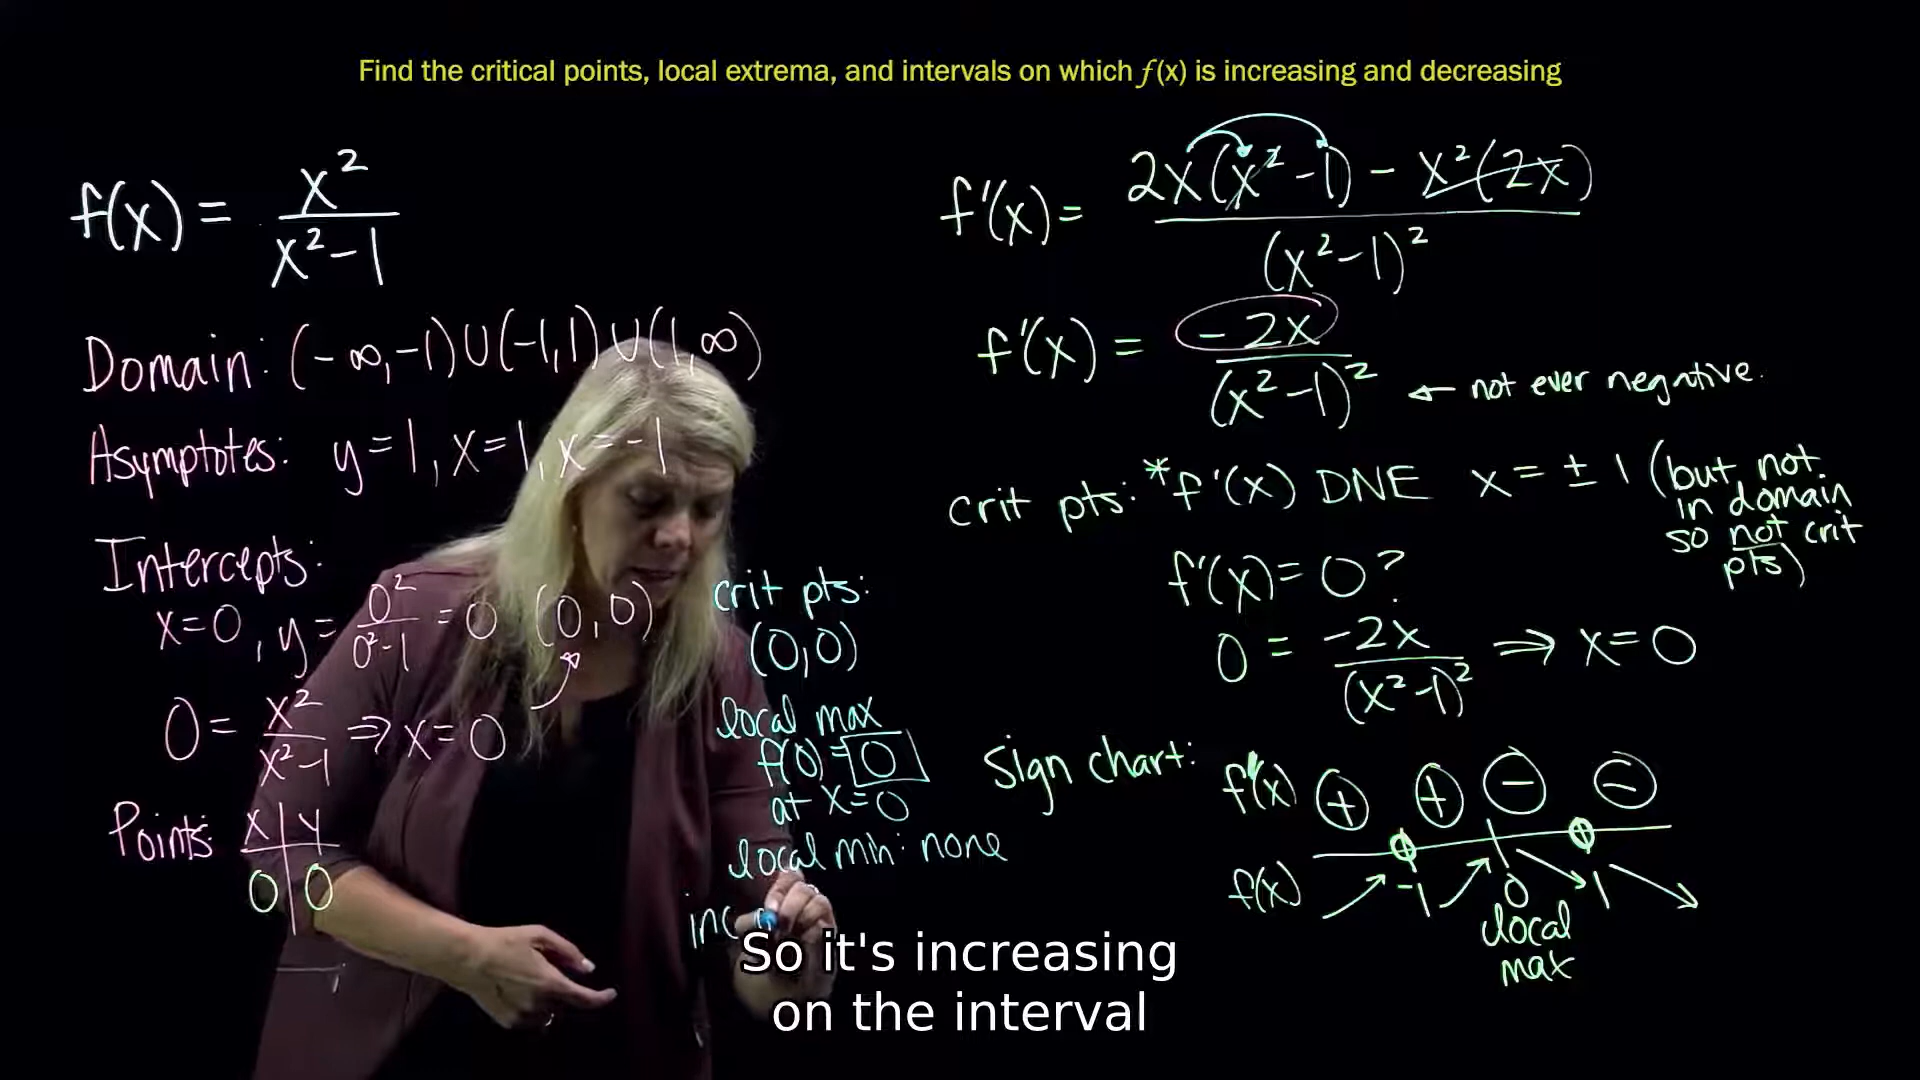 Find the critical points, local extrema, and intervals on which f(x) is increasing and decreasing
f(x) = x²/(x²-1)
Domain: (-∞,-1)∪(-1,1)∪(1,∞)
Asymptotes: y=1, x=1, x=-1
Intercepts:
x=0, y= 0²/(0²-1) = 0 (0,0)
0 = x²/(x²-1) ⇒ x=0
Points: x | y
0 | 0
crit pts:
(0,0)
local max
f(0)=0
at x=0
local min: none
inc
f'(x)= (2x(x²-1) - x²(2x))/(x²-1)²
f'(x) = -2x/(x²-1)² ← not ever negative.
crit pts: *f'(x) DNE x = ±1 (but not
in domain
so not crit
pts)
f'(x)=0?
0 = -2x/(x²-1)² ⇒ x=0
Sign chart: f'(x) + + - -
f(x) -1 0 1
local
max
So it's increasing
on the interval